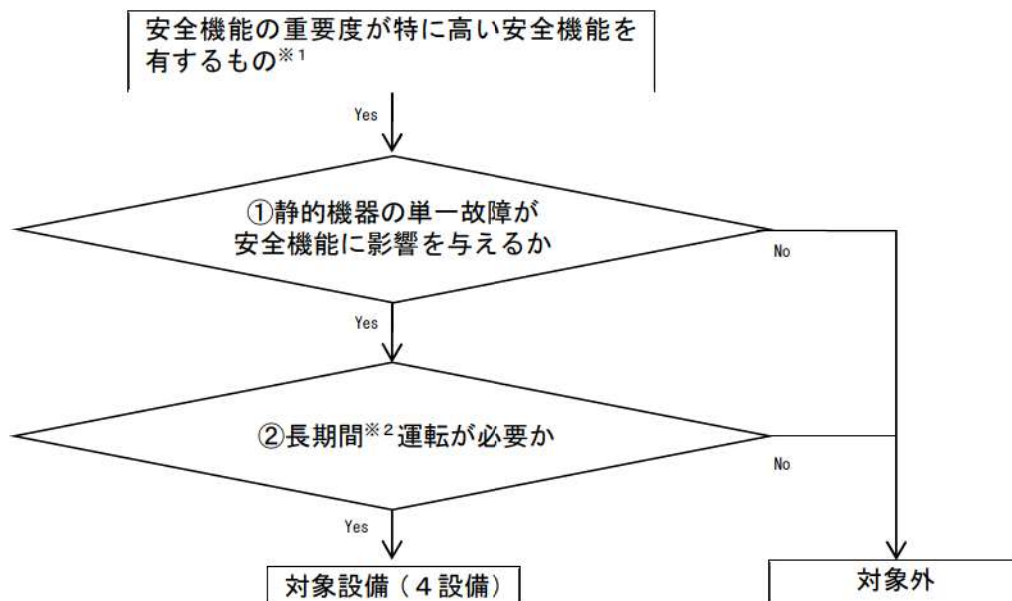 安全機能の重要度が特に高い安全機能を
有するもの※1
Yes
①静的機器の単一故障が
安全機能に影響を与えるか
No
Yes
②長期間※2運転が必要か
No
Yes
対象設備(4設備)
対象外